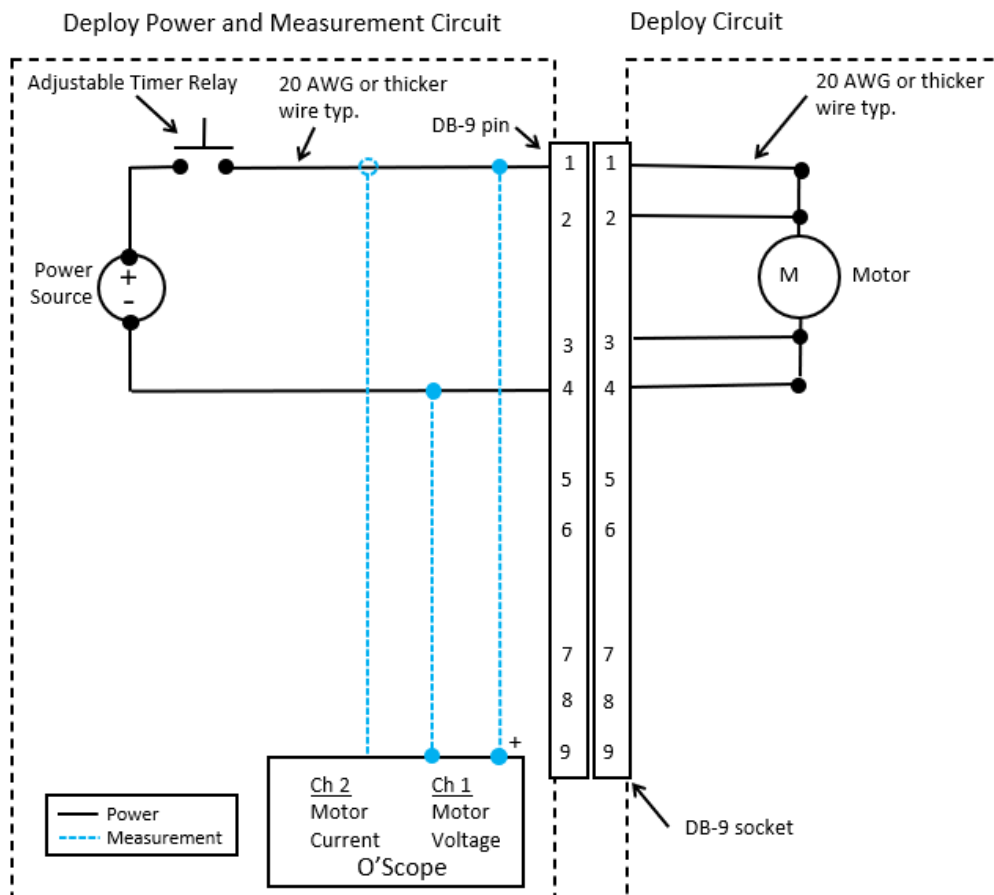 Deploy Power and Measurement Circuit
Deploy Circuit
Adjustable Timer Relay
20 AWG or thicker
wire typ.
DB-9 pin
20 AWG or thicker
wire typ.
1
1
2
2
Power
Source
+
-
M
Motor
3
3
4
4
5
5
6
6
7
7
8
8
9
9
+
Ch 2
Motor
Current
Ch 1
Motor
Voltage
O'Scope
Power
Measurement
DB-9 socket